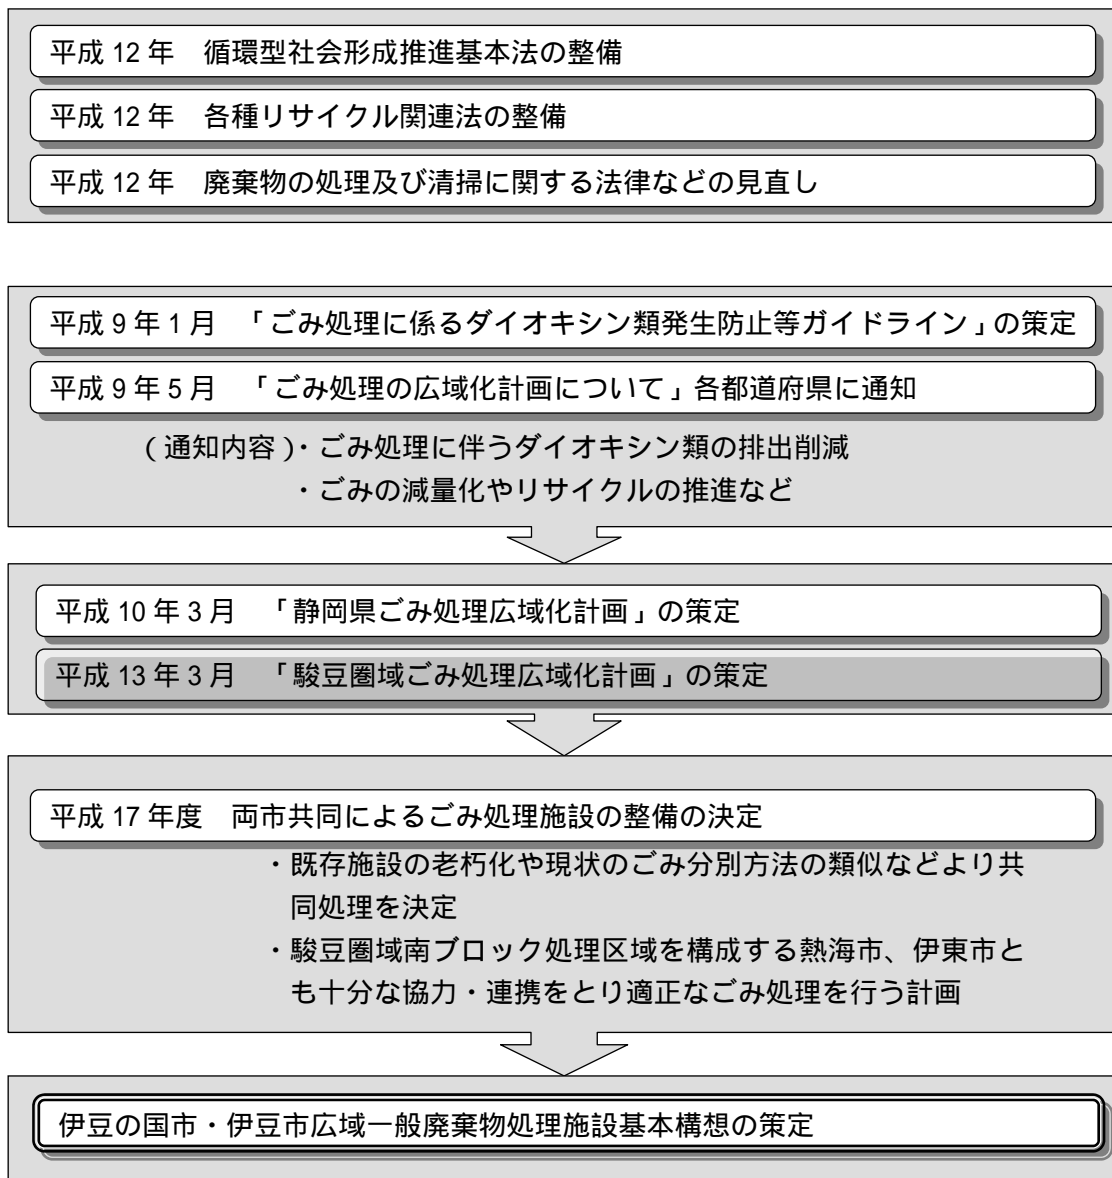 平成 12 年　循環型社会形成推進基本法の整備
平成 12 年　各種リサイクル関連法の整備
平成 12 年　廃棄物の処理及び清掃に関する法律などの見直し
平成 9 年 1 月　「ごみ処理に係るダイオキシン類発生防止等ガイドライン」の策定
平成 9 年 5 月　「ごみ処理の広域化計画について」各都道府県に通知
（通知内容）・ごみ処理に伴うダイオキシン類の排出削減
・ごみの減量化やリサイクルの推進など
平成 10 年 3 月　「静岡県ごみ処理広域化計画」の策定
平成 13 年 3 月　「駿豆圏域ごみ処理広域化計画」の策定
平成 17 年度　両市共同によるごみ処理施設の整備の決定
・既存施設の老朽化や現状のごみ分別方法の類似などより共
同処理を決定
・駿豆圏域南ブロック処理区域を構成する熱海市、伊東市と
も十分な協力・連携をとり適正なごみ処理を行う計画
伊豆の国市・伊豆市広域一般廃棄物処理施設基本構想の策定